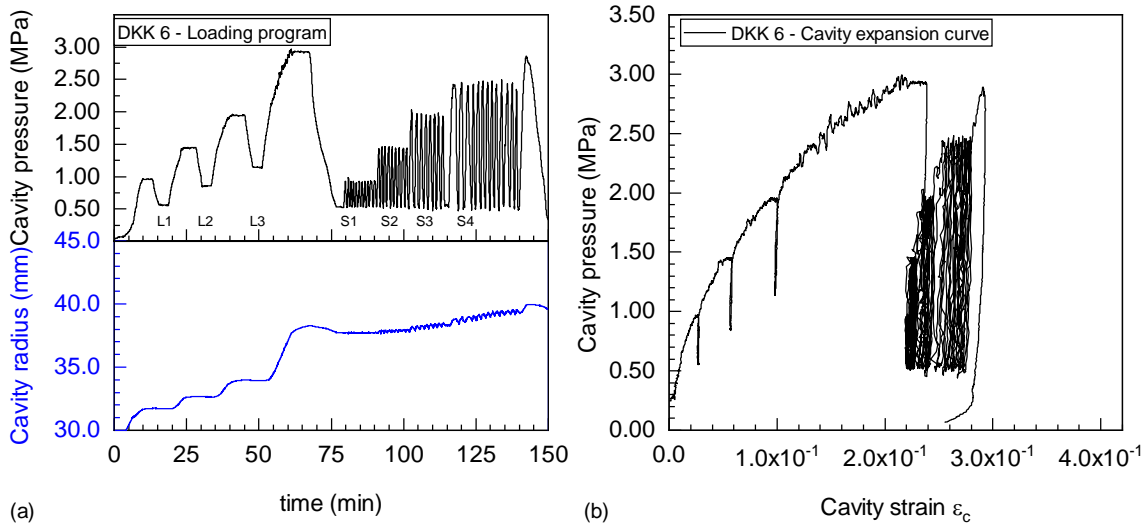 DKK 6 - Loading program
Cavity pressure (MPa)
3.00
2.50
2.00
1.50
1.00
0.50
L1
L2
L3
S1
S2
S3
S4
Cavity radius (mm)
45.0
40.0
35.0
30.0
0
25
50
75
100
125
150
time (min)
(a)
DKK 6 - Cavity expansion curve
Cavity pressure (MPa)
3.50
3.00
2.50
2.00
1.50
1.00
0.50
0.00
0.0
1.0x10⁻¹
2.0x10⁻¹
3.0x10⁻¹
4.0x10⁻¹
Cavity strain ε_c
(b)